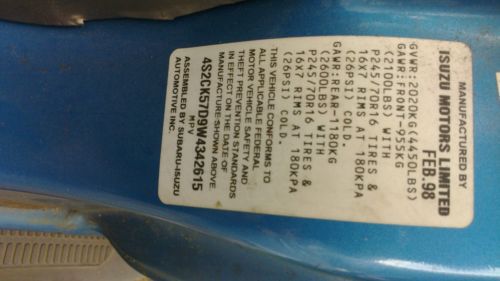 MANUFACTURED BY
ISUZU MOTORS LIMITED
FEB.98
GVWR:2020KG(4450LBS)
GAWR:FRONT-955KG
(2100LBS) WITH
P245/70R16 TIRES &
16X7 RIMS AT 180KPA
(26PSI) COLD.
GAWR:REAR-1180KG
(2600LBS) WITH
P245/70R16 TIRES &
16X7 RIMS AT 180KPA
(26PSI) COLD.
THIS VEHICLE CONFORMS TO
ALL APPLICABLE FEDERAL
MOTOR VEHICLE SAFETY AND
THEFT PREVENTION STANDARDS
IN EFFECT ON THE DATE OF
MANUFACTURE SHOWN ABOVE
4S2CK57D9W4342615
MPV
ASSEMBLED BY SUBARU-ISUZU
AUTOMOTIVE INC.